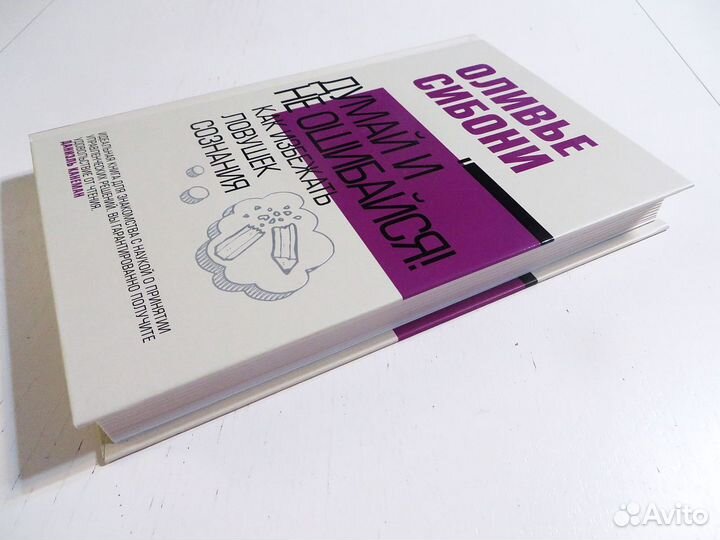 ОЛИВЬЕ
СИБОНИ
ДУМАЙ И
НЕ ОШИБАЙСЯ!
КАК ИЗБЕЖАТЬ
ЛОВУШЕК
СОЗНАНИЯ
ИДЕАЛЬНАЯ КНИГА ДЛЯ ЗНАКОМСТВА С НАУКОЙ О ПРИНЯТИИ
УПРАВЛЕНЧЕСКИХ РЕШЕНИЙ. ВЫ ГАРАНТИРОВАННО ПОЛУЧИТЕ
УДОВОЛЬСТВИЕ ОТ ЧТЕНИЯ.
ДАНИЭЛЬ КАНЕМАН
Avito